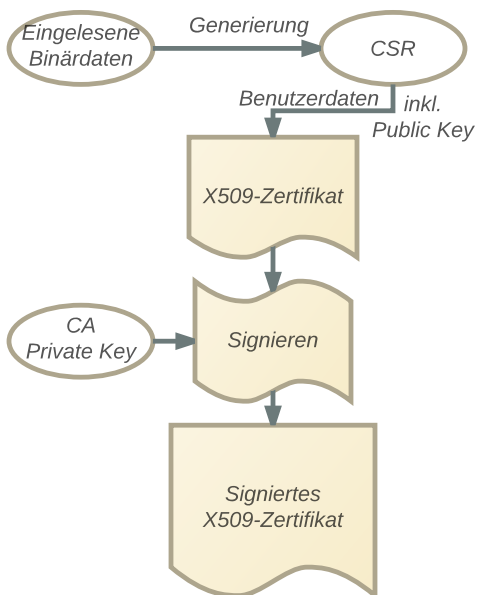 Generierung
Eingelesene
Binärdaten
CSR
Benutzerdaten
inkl.
Public Key
X509-Zertifikat
CA
Private Key
Signieren
Signiertes
X509-Zertifikat